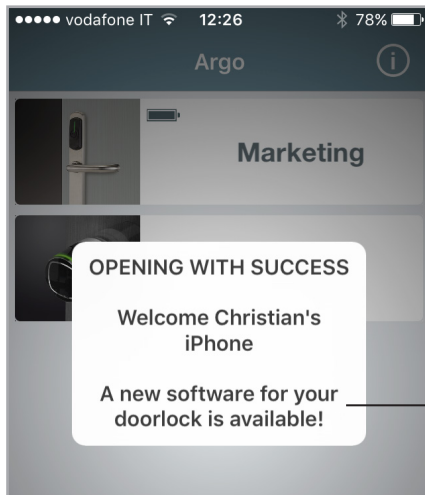 vodafone IT 12:26 78%
Argo
Marketing
OPENING WITH SUCCESS
Welcome Christian's
iPhone
A new software for your
doorlock is available!